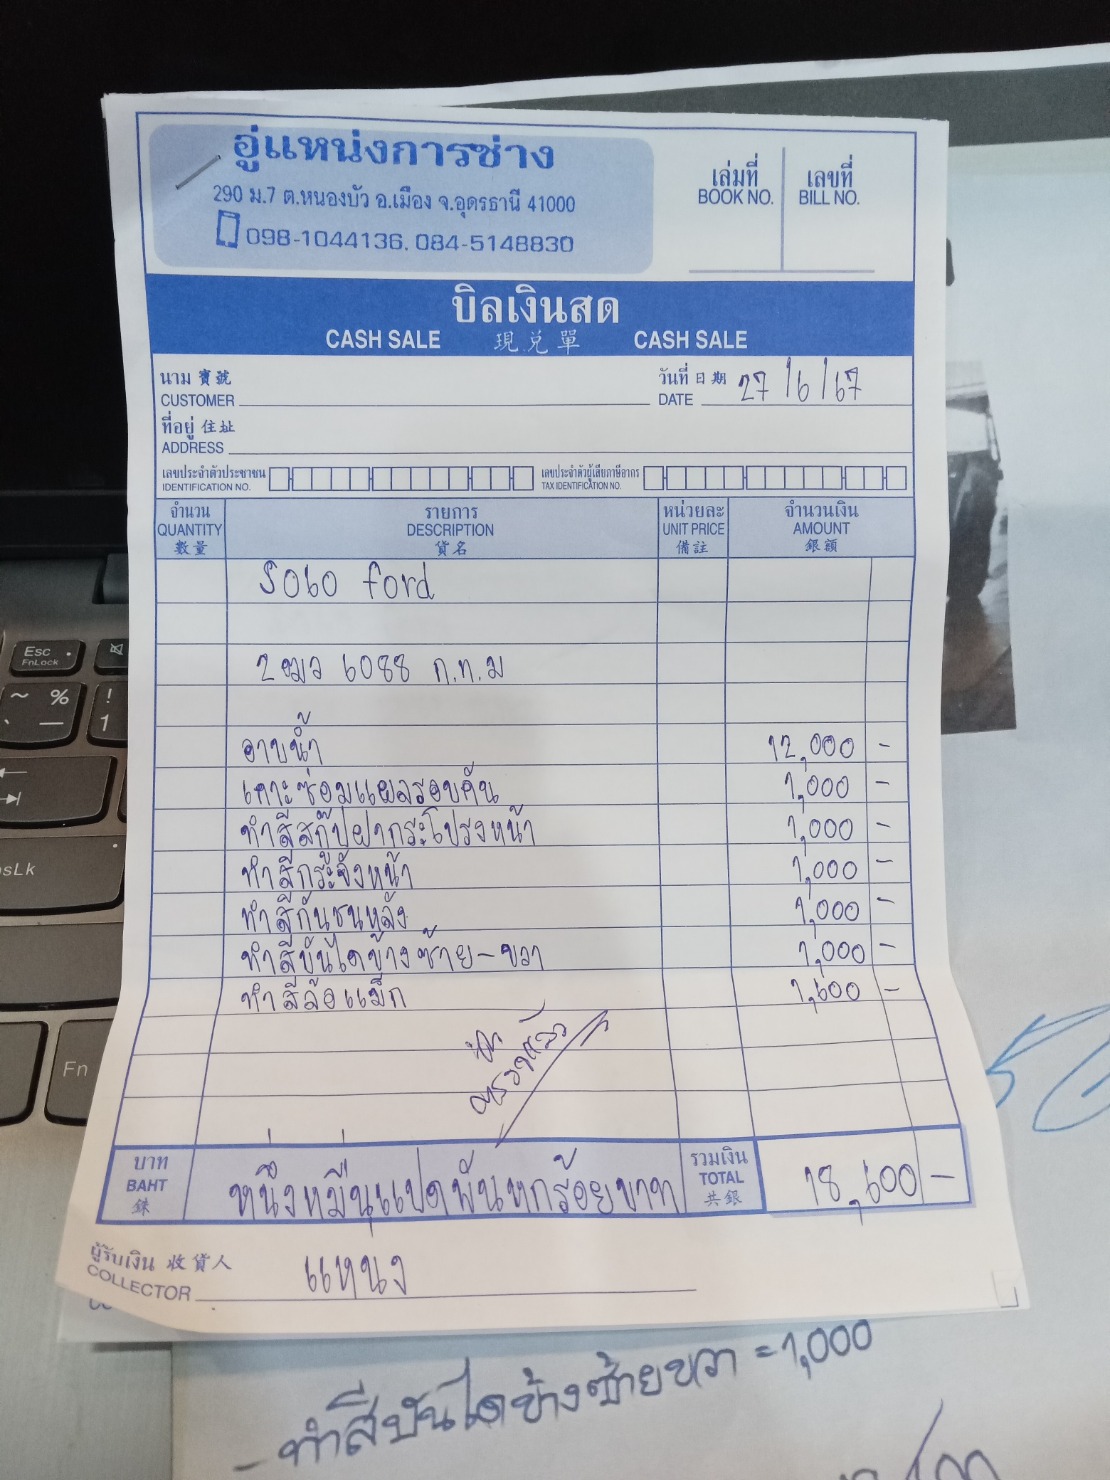 อู่แหน่งการช่าง
290 ม.7 ต.หนองบัว อ.เมือง จ.อุดรธานี 41000
098-1044136, 084-5148830
เล่มที่ เลขที่
BOOK NO. BILL NO.
บิลเงินสด
CASH SALE 現兌單 CASH SALE
นาม 寶號 วันที่ 日期 27/6/67
CUSTOMER DATE
ที่อยู่ 住址
ADDRESS
เลขประจำตัวประชาชน เลขประจำตัวผู้เสียภาษีอากร
IDENTIFICATION NO. TAX IDENTIFICATION NO.
จำนวน รายการ หน่วยละ จำนวนเงิน
QUANTITY DESCRIPTION UNIT PRICE AMOUNT
數量 貨名 備註 銀額
S060 ford
2ฒว 6088 ก.ท.ม
อาบน้ำ 12,000 -
เคาะซ่อมแผลรอบคัน 1,000 -
ทำสีสกู๊ปฝากระโปรงหน้า 1,000 -
ทำสีกระจังหน้า 1,000 -
ทำสีกันชนหลัง 1,000 -
ทำสีบันไดข้างซ้าย-ขวา 1,000 -
ทำสีล้อแม็ก 1,600 -
ตรวจแล้ว
บาท รวมเงิน
BAHT หนึ่งหมื่นแปดพันหกร้อยบาท TOTAL 18,600 -
銖 共銀
ผู้รับเงิน 收貨人 แหนง
COLLECTOR
- ทำสีบันไดข้างซ้ายขวา = 1,000
Esc
FnLock
~ % !
1
Fn